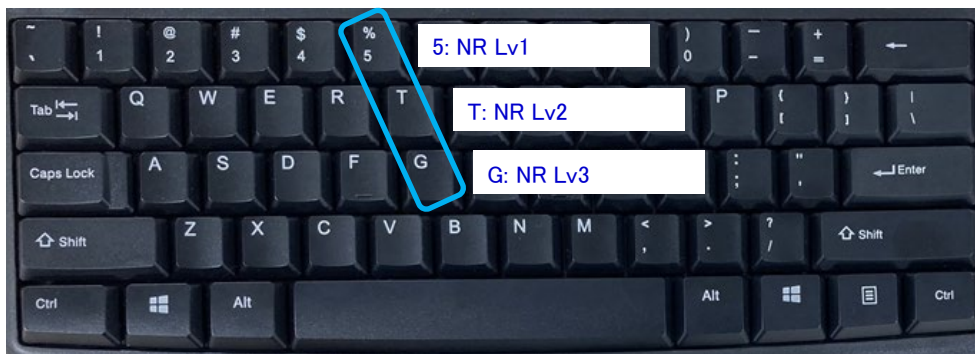 ~ ! @ # $ %
` 1 2 3 4 5
5: NR Lv1
) _ +
0 - =
Tab Q W E R T
T: NR Lv2
P { } |
[ ] \
Caps Lock A S D F G
G: NR Lv3
: "
; '
Enter
Shift Z X C V B N M < > ?
, . /
Shift
Ctrl Alt Alt Ctrl